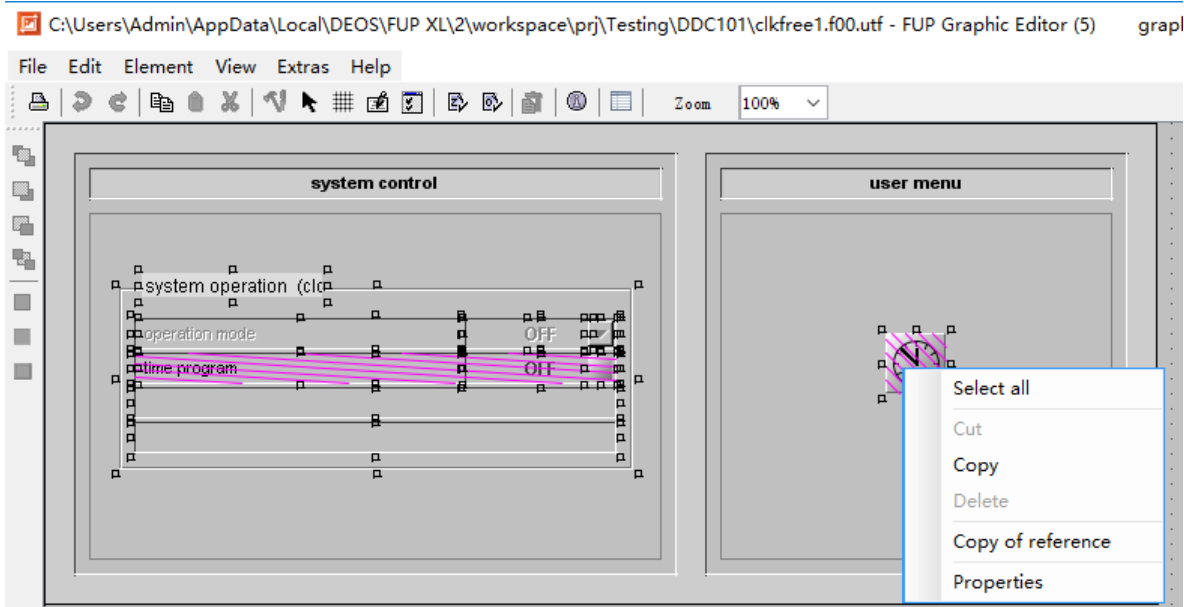 C:\Users\Admin\AppData\Local\DEOS\FUP XL\2\workspace\prj\Testing\DDC101\clkfree1.f00.utf - FUP Graphic Editor (5) grapl
File Edit Element View Extras Help
Zoom 100%
system control
user menu
system operation (clo
operation mode OFF
time program OFF
Select all
Cut
Copy
Delete
Copy of reference
Properties